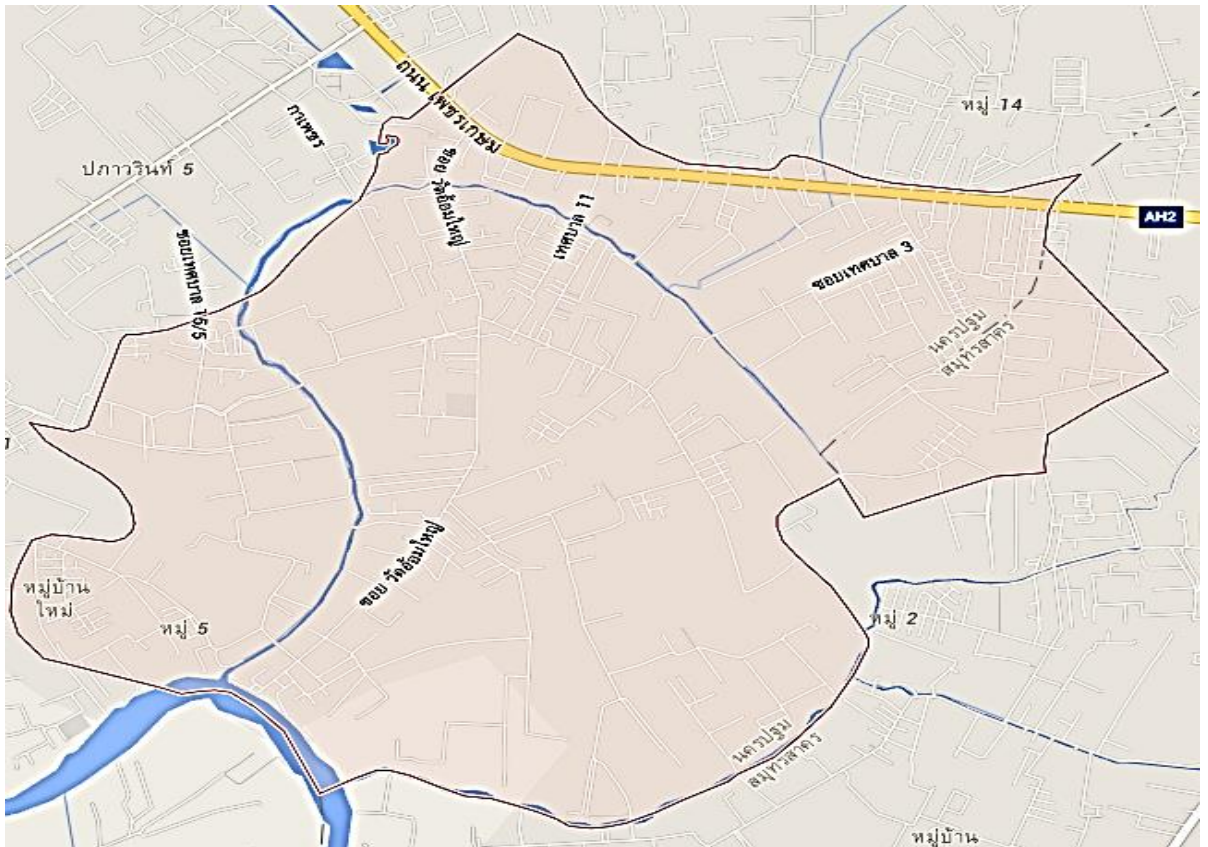 ถนน เพชรเกษม
หมู่ 14
กาเพชร
ปภาวรินท์ 5
ซอย วัดอ้อมใหญ่
เทศบาล 11
AH2
ซอยเทศบาล 15/5
ซอยเทศบาล 3
นครปฐม
สมุทรสาคร
ซอย วัดอ้อมใหญ่
หมู่บ้าน
ใหม่
หมู่ 5
หมู่ 2
นครปฐม
สมุทรสาคร
หมู่บ้าน